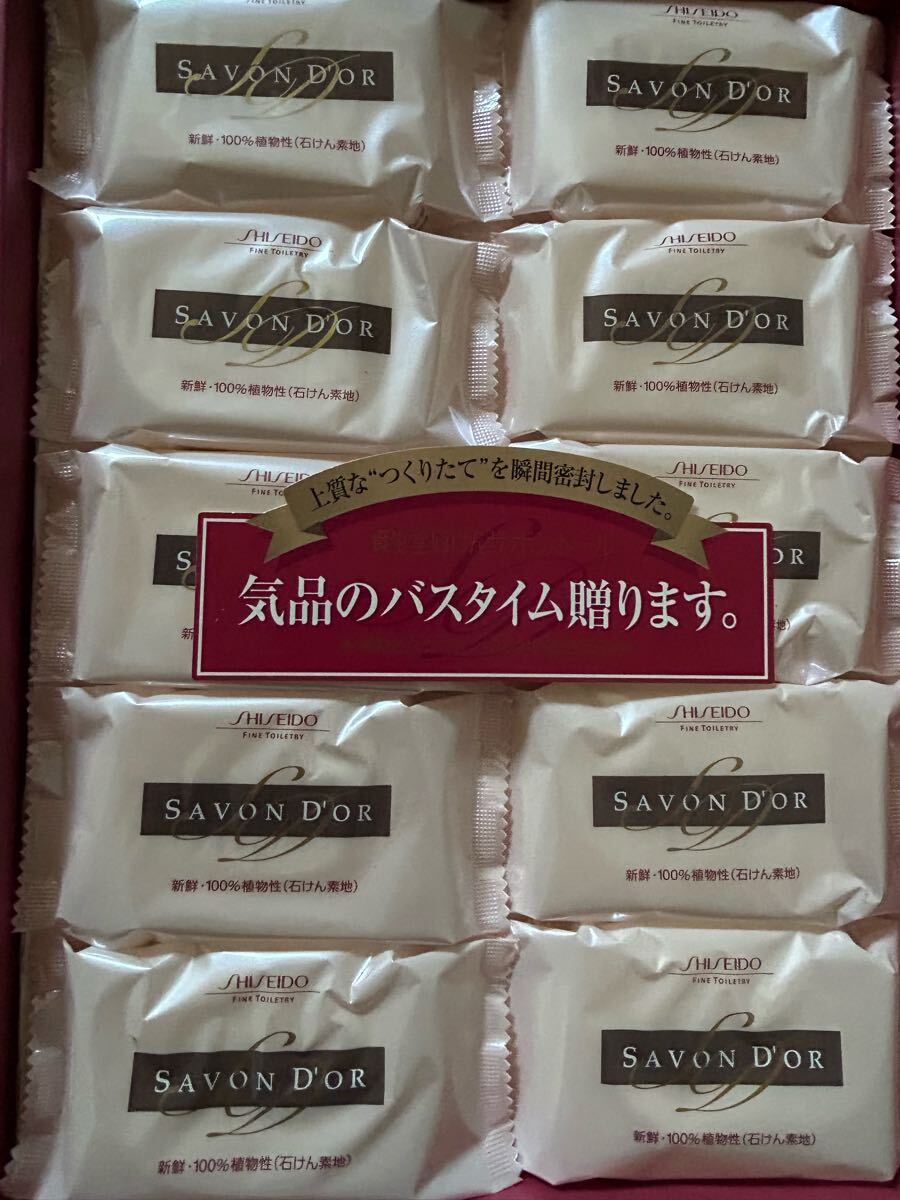 FINE TOILETRY
SAVON D'OR
新鮮・100%植物性(石けん素地)
SHISEIDO
FINE TOILETRY
SAVON D'OR
新鮮・100%植物性(石けん素地)
SHISEIDO
FINE TOILETRY
SAVON D'OR
新鮮・100%植物性(石けん素地)
SHISEIDO
FINE TOILETRY
SAVON D'OR
新鮮・100%植物性(石けん素地)
SHISEIDO
FINE TOILETRY
S
新
SHISEIDO
FINE TOILETRY
OR
地)
上質な“つくりたて”を瞬間密封しました。
気品のバスタイム贈ります。
SHISEIDO
FINE TOILETRY
SAVON D'OR
新鮮・100%植物性(石けん素地)
SHISEIDO
FINE TOILETRY
SAVON D'OR
新鮮・100%植物性(石けん素地)
SHISEIDO
FINE TOILETRY
SAVON D'OR
新鮮・100%植物性(石けん素地)
SHISEIDO
FINE TOILETRY
SAVON D'OR
新鮮・100%植物性(石けん素地)